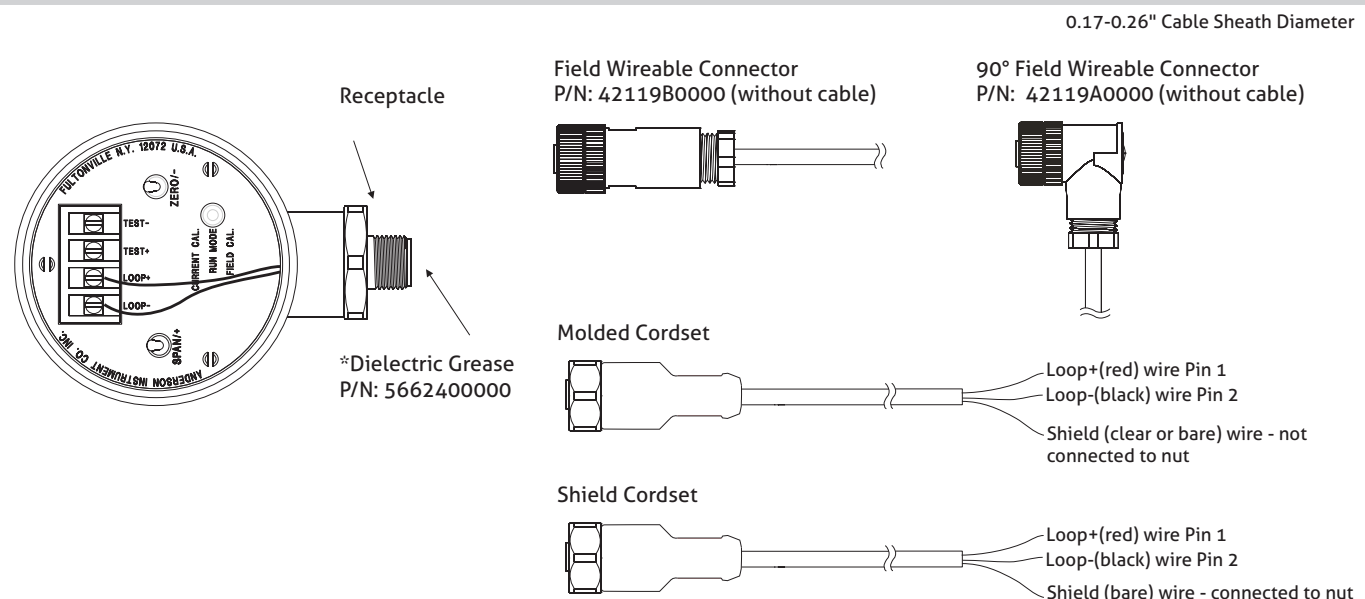 0.17-0.26" Cable Sheath Diameter
Field Wireable Connector
P/N: 42119B0000 (without cable)
90° Field Wireable Connector
P/N: 42119A0000 (without cable)
Receptacle
FULTONVILLE N.Y. 12072 U.S.A.
ZERO/-
TEST-
TEST+
LOOP+
LOOP-
CURRENT CAL.
RUN MODE
FIELD CAL.
SPAN/+
ANDERSON INSTRUMENT CO. INC.
*Dielectric Grease
P/N: 5662400000
Molded Cordset
Loop+(red) wire Pin 1
Loop-(black) wire Pin 2
Shield (clear or bare) wire - not
connected to nut
Shield Cordset
Loop+(red) wire Pin 1
Loop-(black) wire Pin 2
Shield (bare) wire - connected to nut